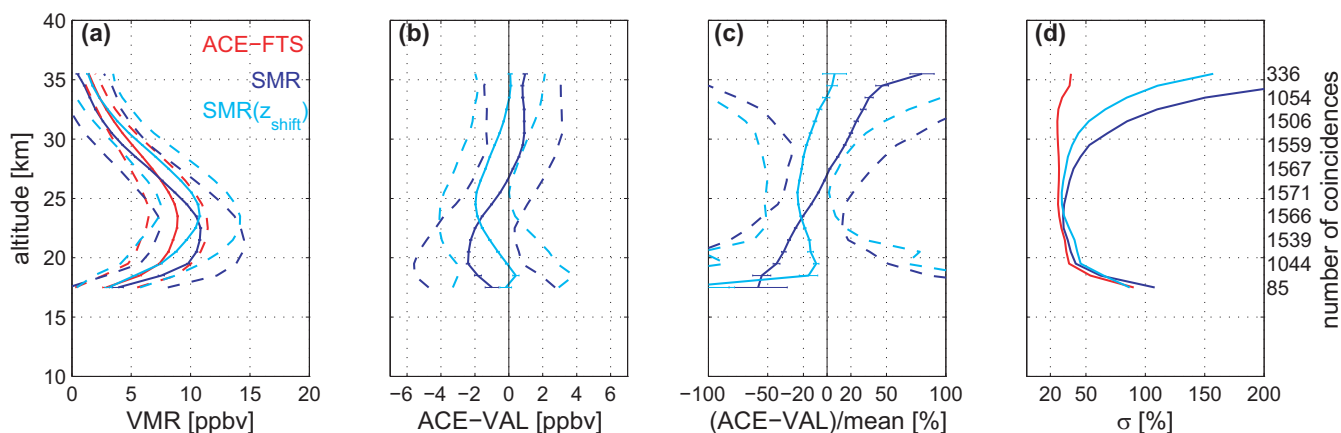 (a)
ACE−FTS
SMR
SMR(z_shift)
40
35
30
25
20
15
10
altitude [km]
0 5 10 15 20
VMR [ppbv]
(b)
−6 −4 −2 0 2 4 6
ACE−VAL [ppbv]
(c)
−100 −50 −20 0 20 50 100
(ACE−VAL)/mean [%]
(d)
20 50 100 200
σ [%]
336
1054
1506
1559
1567
1571
1566
1539
1044
85
number of coincidences